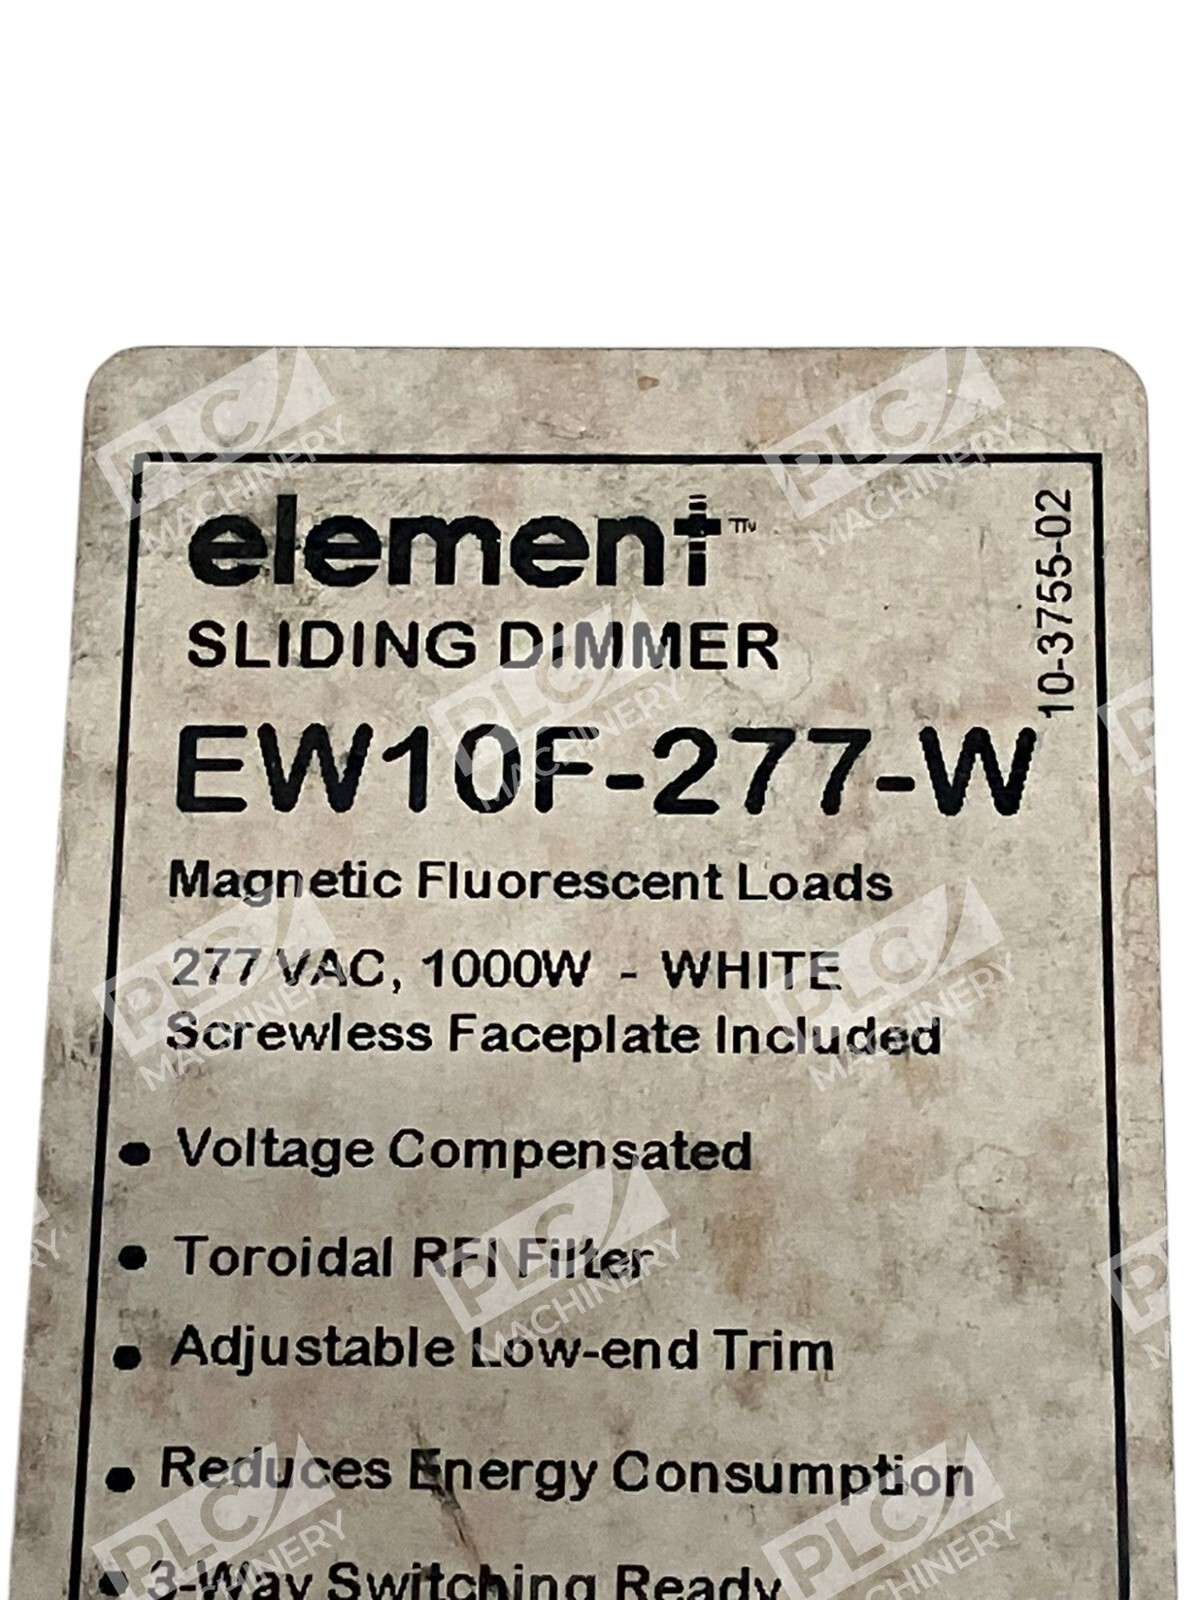 element™
SLIDING DIMMER
10-3755-02
EW10F-277-W
Magnetic Fluorescent Loads
277 VAC, 1000W - WHITE
Screwless Faceplate Included
• Voltage Compensated
• Toroidal RFI Filter
• Adjustable Low-end Trim
• Reduces Energy Consumption
• 3-Way Switching Ready
PLC MACHINERY